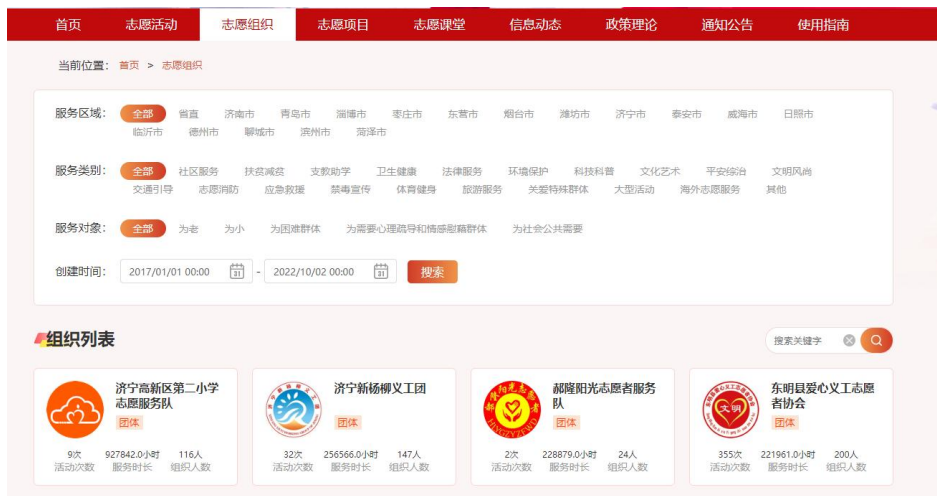 首页 志愿活动 志愿组织 志愿项目 志愿课堂 信息动态 政策理论 通知公告 使用指南
当前位置： 首页 > 志愿组织
服务区域： 全部 省直 济南市 青岛市 淄博市 枣庄市 东营市 烟台市 潍坊市 济宁市 泰安市 威海市 日照市
临沂市 德州市 聊城市 滨州市 菏泽市
服务类别： 全部 社区服务 扶贫减贫 支教助学 卫生健康 法律服务 环境保护 科技科普 文化艺术 平安综治 文明风尚
交通引导 志愿消防 应急救援 禁毒宣传 体育健身 旅游服务 关爱特殊群体 大型活动 海外志愿服务 其他
服务对象： 全部 为老 为小 为困难群体 为需要心理疏导和情感慰藉群体 为社会公共需要
创建时间： 2017/01/01 00:00 31 - 2022/10/02 00:00 31 搜索
组织列表
搜索关键字
济宁高新区第二小学
志愿服务队
团体
9次 927842.0小时 116人
活动次数 服务时长 组织人数
济宁新杨柳义工团
团体
32次 256566.0小时 147人
活动次数 服务时长 组织人数
郝隆阳光志愿者服务
队
团体
2次 228879.0小时 24人
活动次数 服务时长 组织人数
文明
东明县爱心义工志愿
者协会
团体
355次 221961.0小时 200人
活动次数 服务时长 组织人数